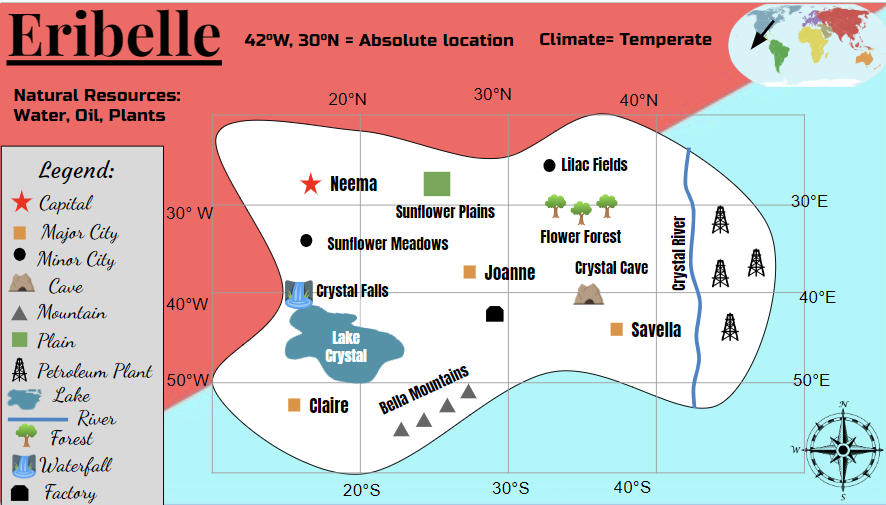 Eribelle
42°W, 30°N = Absolute location
Climate= Temperate
Natural Resources:
Water, Oil, Plants
Legend:
Capital
Major City
Minor City
Cave
Mountain
Plain
Petroleum Plant
Lake
River
Forest
Waterfall
Factory
20°N
30°N
40°N
30° W
40°W
50°W
30°E
40°E
50°E
20°S
30°S
40°S
Neema
Sunflower Plains
Lilac Fields
Flower Forest
Sunflower Meadows
Joanne
Crystal Cave
Crystal River
Crystal Falls
Lake
Crystal
Savella
Claire
Bella Mountains
N
W
E
S